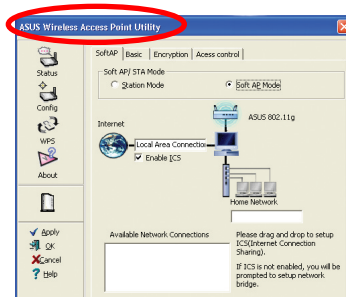 ASUS Wireless Access Point Utility
SoftAP
Basic
Encryption
Acess control
Status
Config
WPS
About
Apply
OK
Cancel
Help
Soft AP/ STA Mode
Station Mode
Soft AP Mode
Internet
ASUS 802.11g
Local Area Connection
Enable ICS
Home Network
Available Network Connections
Please drag and drop to setup
ICS(Internet Connection
Sharing).
If ICS is not enabled, you will be
prompted to setup network
bridge.